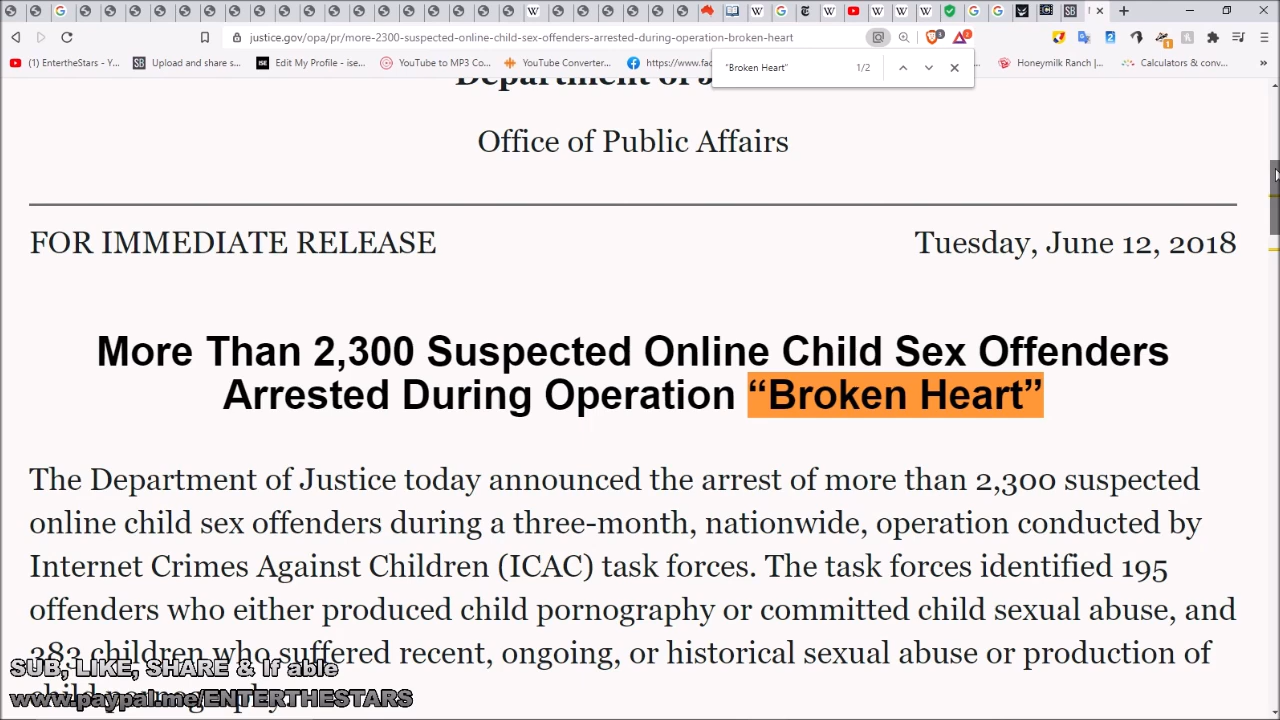 justice.gov/opa/pr/more-2300-suspected-online-child-sex-offenders-arrested-during-operation-broken-heart
(1) EntertheStars - Y...
Upload and share s...
Edit My Profile - ise...
YouTube to MP3 Co...
YouTube Converter...
https://www.fac
"Broken Heart"
1/2
Honeymilk Ranch |...
Calculators & conv...
Department of J
Office of Public Affairs
FOR IMMEDIATE RELEASE
Tuesday, June 12, 2018
More Than 2,300 Suspected Online Child Sex Offenders
Arrested During Operation “Broken Heart”
The Department of Justice today announced the arrest of more than 2,300 suspected
online child sex offenders during a three-month, nationwide, operation conducted by
Internet Crimes Against Children (ICAC) task forces. The task forces identified 195
offenders who either produced child pornography or committed child sexual abuse, and
383 children who suffered recent, ongoing, or historical sexual abuse or production of
child pornography.
SUB, LIKE, SHARE & If able
www.paypal.me/ENTERTHESTARS